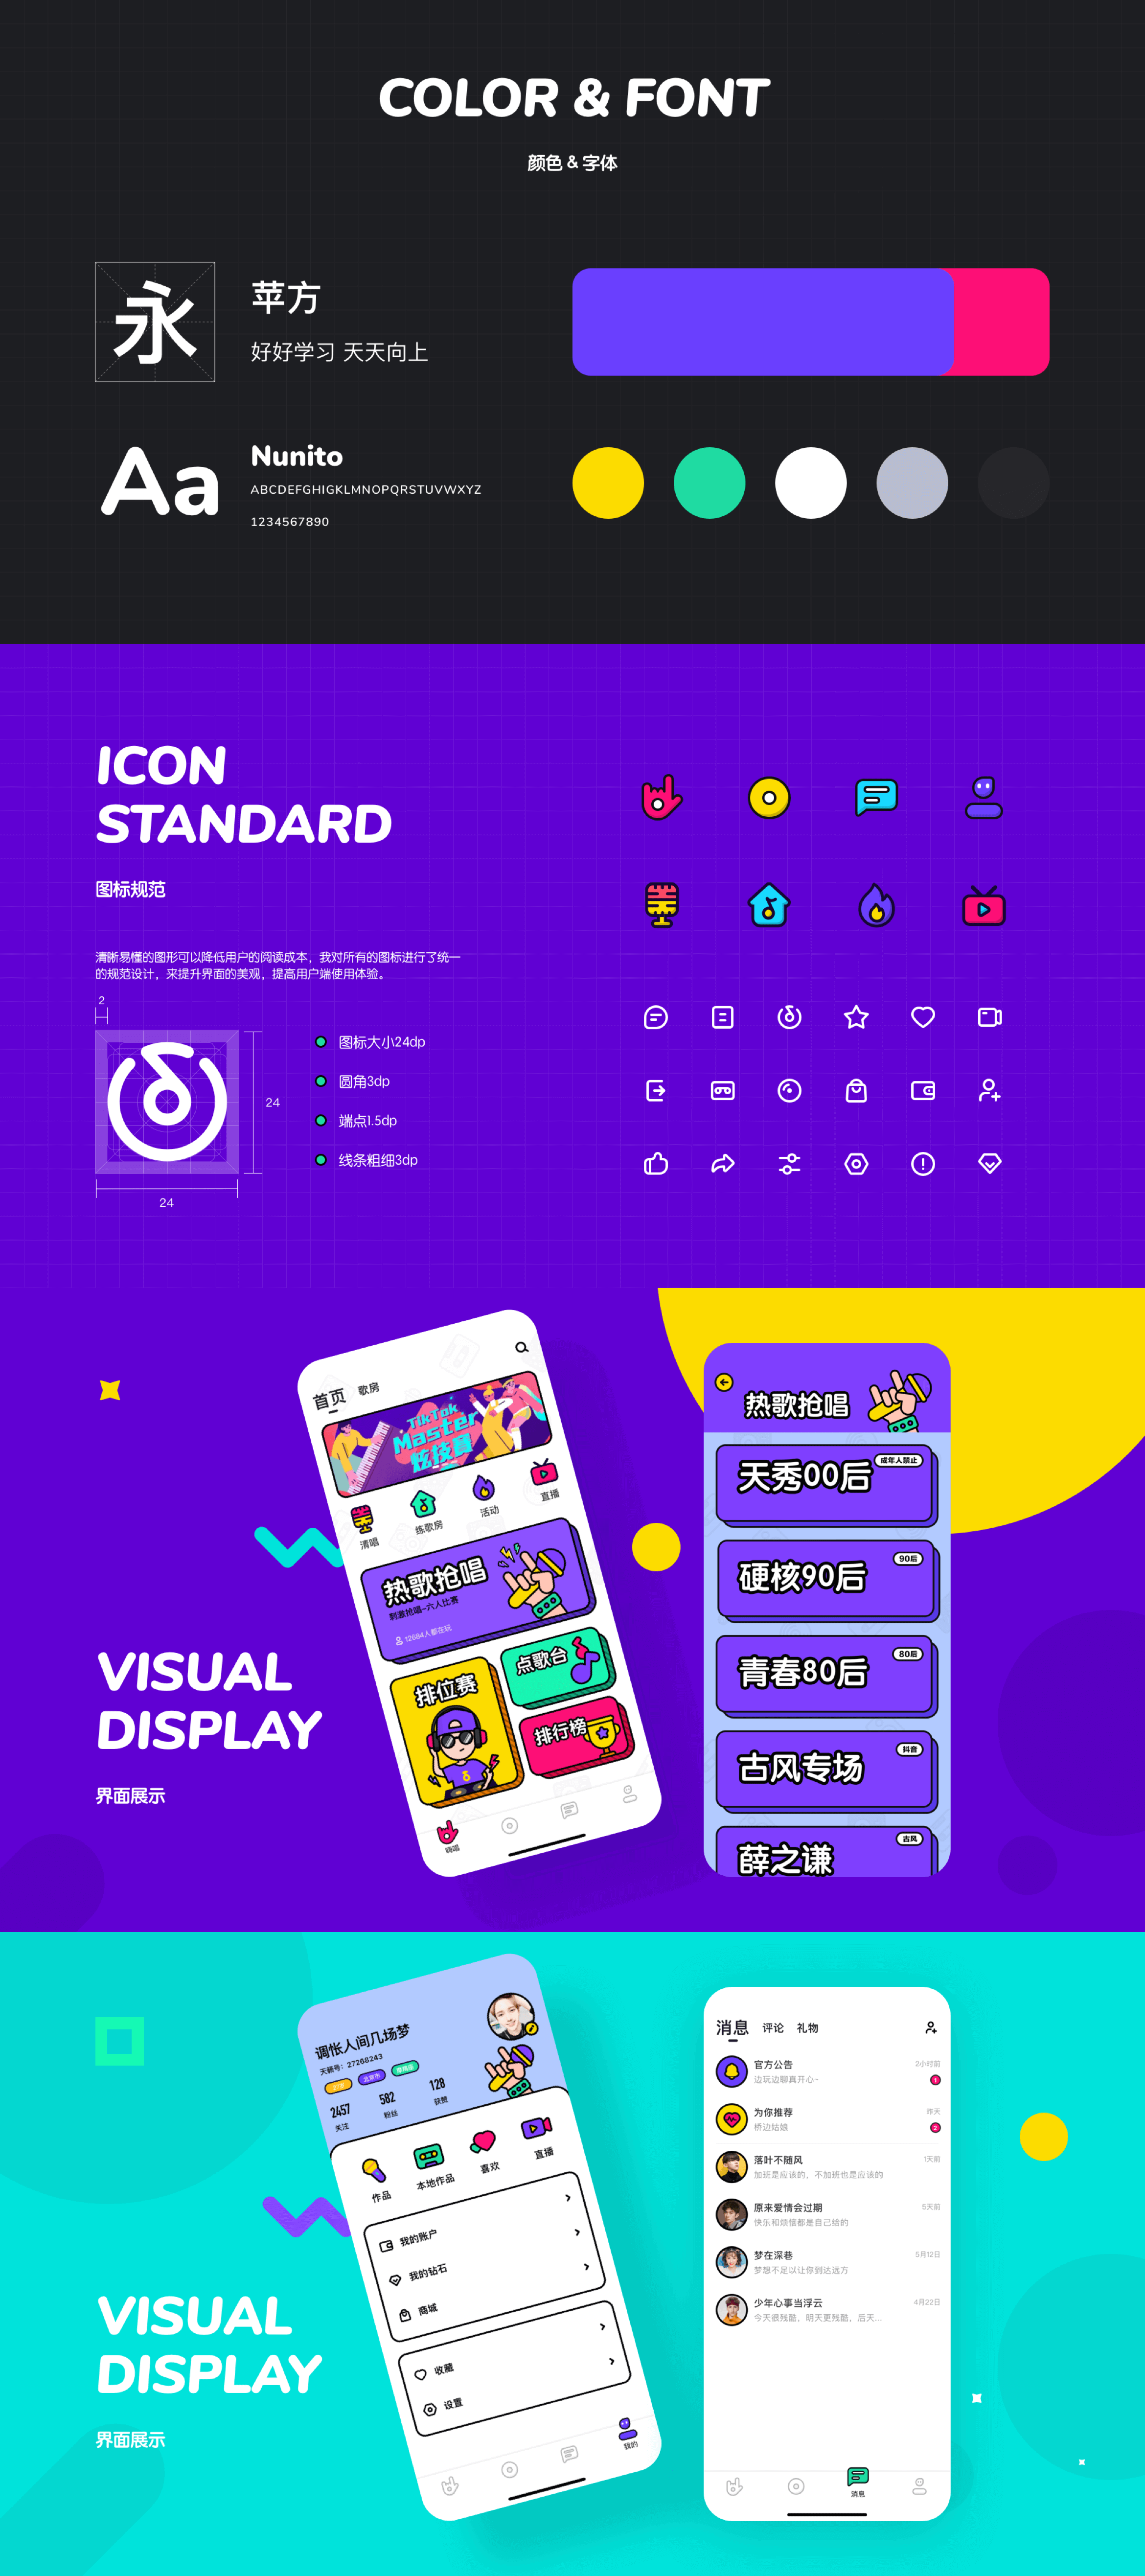 COLOR & FONT
颜色 & 字体
永
苹方
好好学习 天天向上
Aa
Nunito
ABCDEFGHIGKLMNOPQRSTUVWXYZ
1234567890
ICON
STANDARD
图标规范
清晰易懂的图形可以降低用户的阅读成本，我对所有的图标进行了统一
的规范设计，来提升界面的美观，提高用户端使用体验。
2
24
24
图标大小24dp
圆角3dp
端点1.5dp
线条粗细3dp
VISUAL
DISPLAY
界面展示
首页 歌房
TikTok
Master
炫技赛
清唱 练歌房 活动 直播
热歌抢唱
刺激抢唱~六人比赛
12684人都在玩
排位赛
点歌台
排行榜
嗨唱
热歌抢唱
天秀00后
成年人禁止
硬核90后
90后
青春80后
80后
古风专场
抖音
薛之谦
古风
VISUAL
DISPLAY
界面展示
调怅人间几场梦
天籁号：27268243
北京市
2457 582 128
关注 粉丝 获赞
作品 本地作品 喜欢 直播
我的账户
我的钻石
商城
收藏
设置
我的
消息 评论 礼物
官方公告 2小时前
边玩边聊真开心~ 1
为你推荐 昨天
桥边姑娘 2
落叶不随风 1天前
加班是应该的，不加班也是应该的
原来爱情会过期 5天前
快乐和烦恼都是自己给的
梦在深巷 5月12日
梦想不足以让你到达远方
少年心事当浮云 4月22日
今天很残酷，明天更残酷，后天...
消息